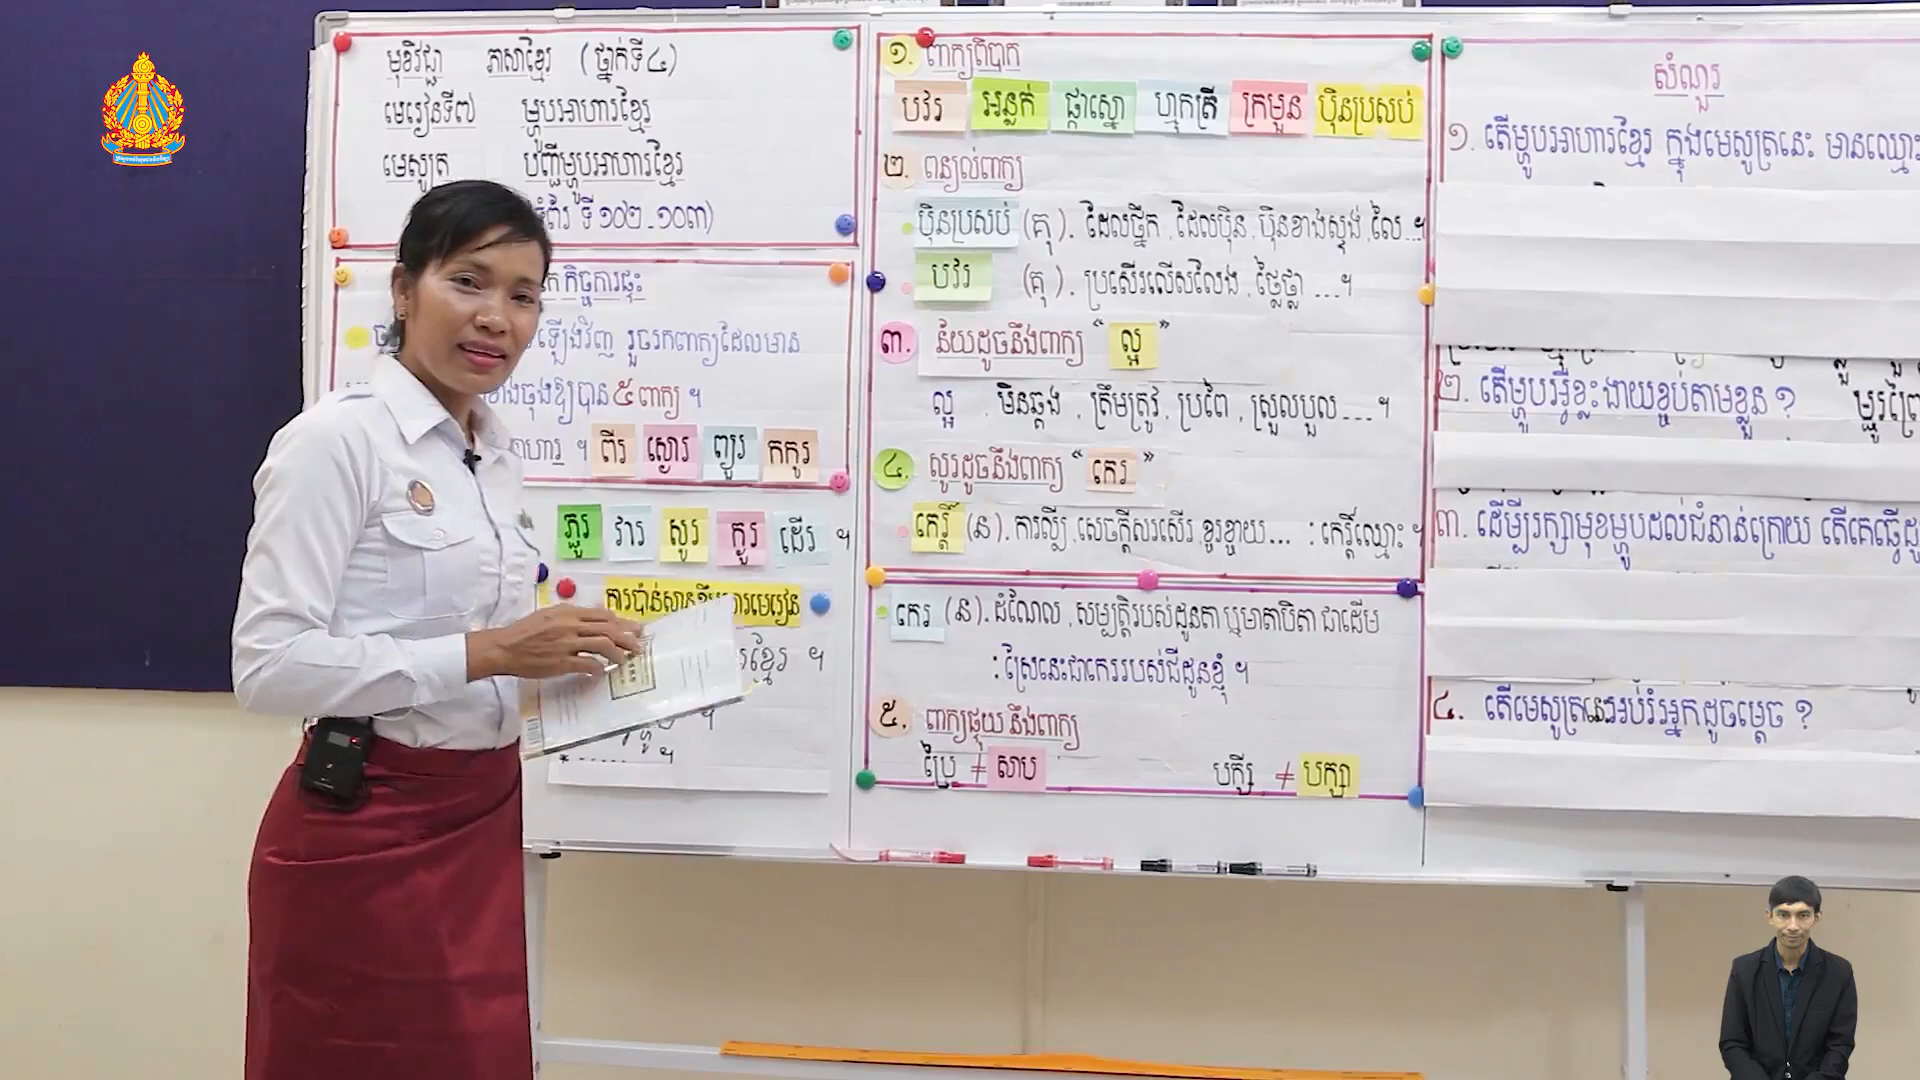 មុខវិជ្ជា ភាសាខ្មែរ (ថ្នាក់ទី៤)
មេរៀនទី៧ ម្ហូបអាហារខ្មែរ
មេសូត្រ បញ្ជីម្ហូបអាហារខ្មែរ
ទី ១០២ - ១០៣)
កិច្ចការផ្ទះ
ឡើងវិញ រួចរកពាក្យដែលមាន
ខាងចុងឱ្យបាន ៥ ពាក្យ ។
។ ពីរ ស្ងោរ ព្យួរ កកូរ
ភ្ជួរ វារ សូរ ក្អួរ ដើរ ។
ខ្មែរ ។
១. ពាក្យពិបាក
បវរ អន្លក់ ផ្កាស្នោ ហ្មុកត្រី ក្រមួន ប៉ិនប្រសប់
២. ពន្យល់ពាក្យ
ប៉ិនប្រសប់ (គុ). ដែលថ្នឹក , ដែលប៉ិន , ប៉ិនខាងស្ទង់ , លៃ...។
បវរ (គុ). ប្រសើរលើសលែង , ថ្លៃថ្លា ...។
៣. ន័យដូចនឹងពាក្យ “ ល្អ ”
ល្អ , មិនឆ្គង , ត្រឹមត្រូវ , ប្រពៃ , ស្រួលបួល...។
៤. សូរដូចនឹងពាក្យ “ កេរ ”
កេរ្តិ៍ (ន). ការល្បី , សេចក្តីសរសើរ , ខ្ចរខ្ចាយ... : កេរ្តិ៍ឈ្មោះ ។
កេរ (ន). ដំណែល , សម្បត្តិរបស់ដូនតា ឬមាតាបិតា ជាដើម
: ស្រែនេះជាកេររបស់ជីដូនខ្ញុំ ។
៥. ពាក្យផ្ទុយ នឹងពាក្យ
ប្រៃ ≠ សាប បក្សី ≠ បក្សា
សំណួរ
១. តើម្ហូបអាហារខ្មែរ ក្នុងមេសូត្រនេះ មានឈ្មោះ
២. តើម្ហូបអ្វីខ្លះងាយខ្ចប់តាមខ្លួន ?
៣. ដើម្បីរក្សាមុខម្ហូបដល់ជំនាន់ក្រោយ តើគេធ្វើដូ
៤. តើមេសូត្រនេះអប់រំអ្នកដូចម្តេច ?